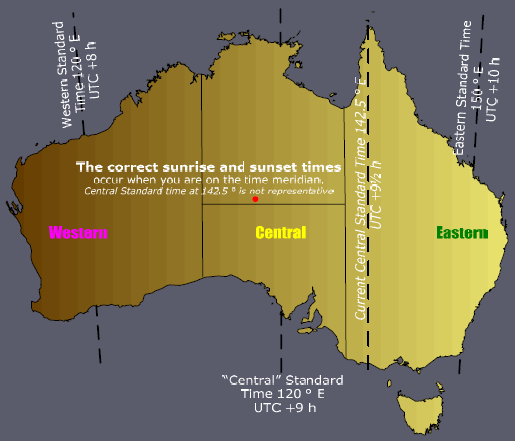 Western Standard
Time 120 ° E
UTC +8 h
Eastern Standard Time
150 ° E
UTC +10 h
Current Central Standard Time 142.5 ° E
UTC +9½ h
The correct sunrise and sunset times
occur when you are on the time meridian.
Central Standard time at 142.5 º is not representative
Western
Central
Eastern
“Central” Standard
Time 120 ° E
UTC +9 h